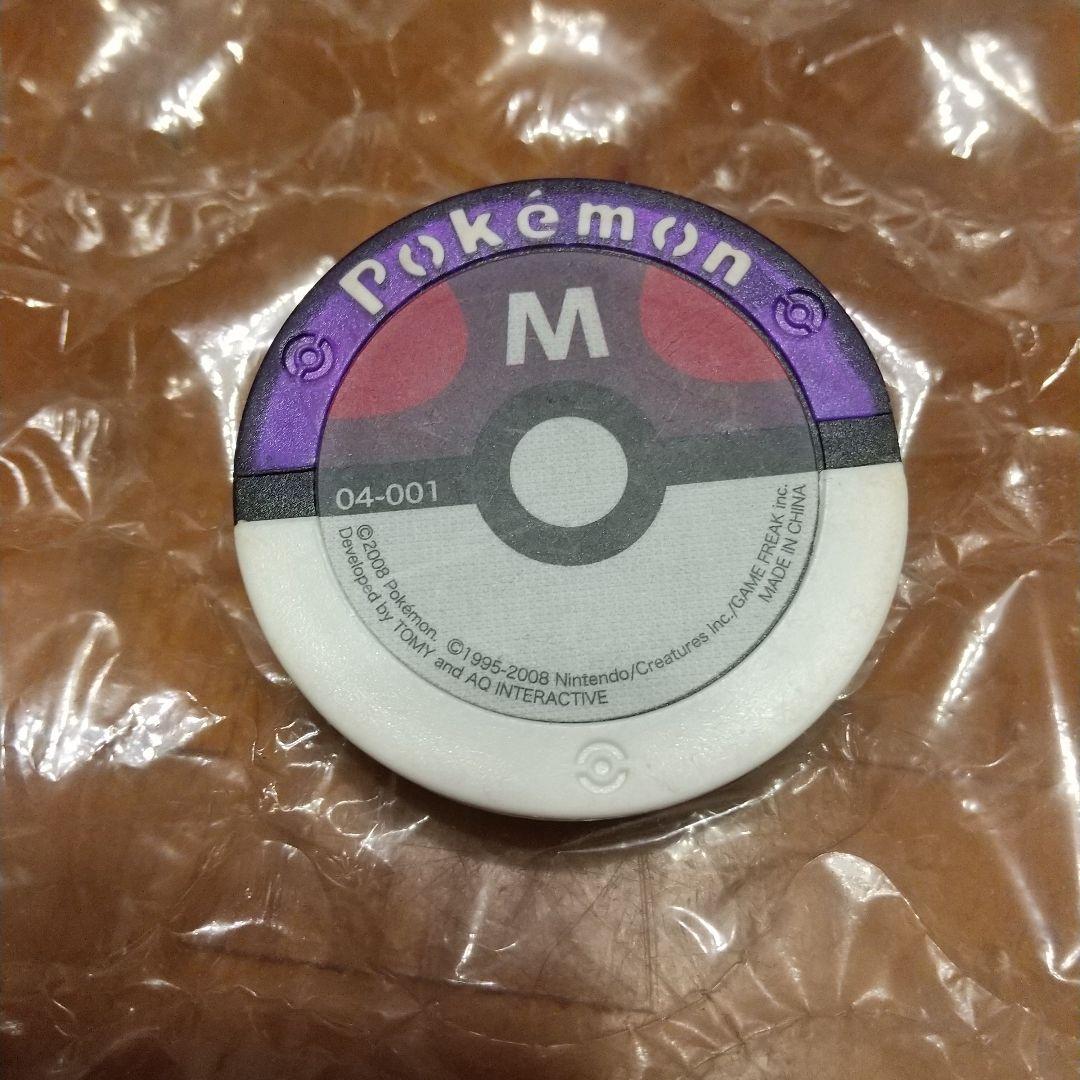 Pokémon
M
04-001
©2008 Pokémon. ©1995-2008 Nintendo/Creatures inc./GAME FREAK inc.
Developed by TOMY and AQ INTERACTIVE
MADE IN CHINA